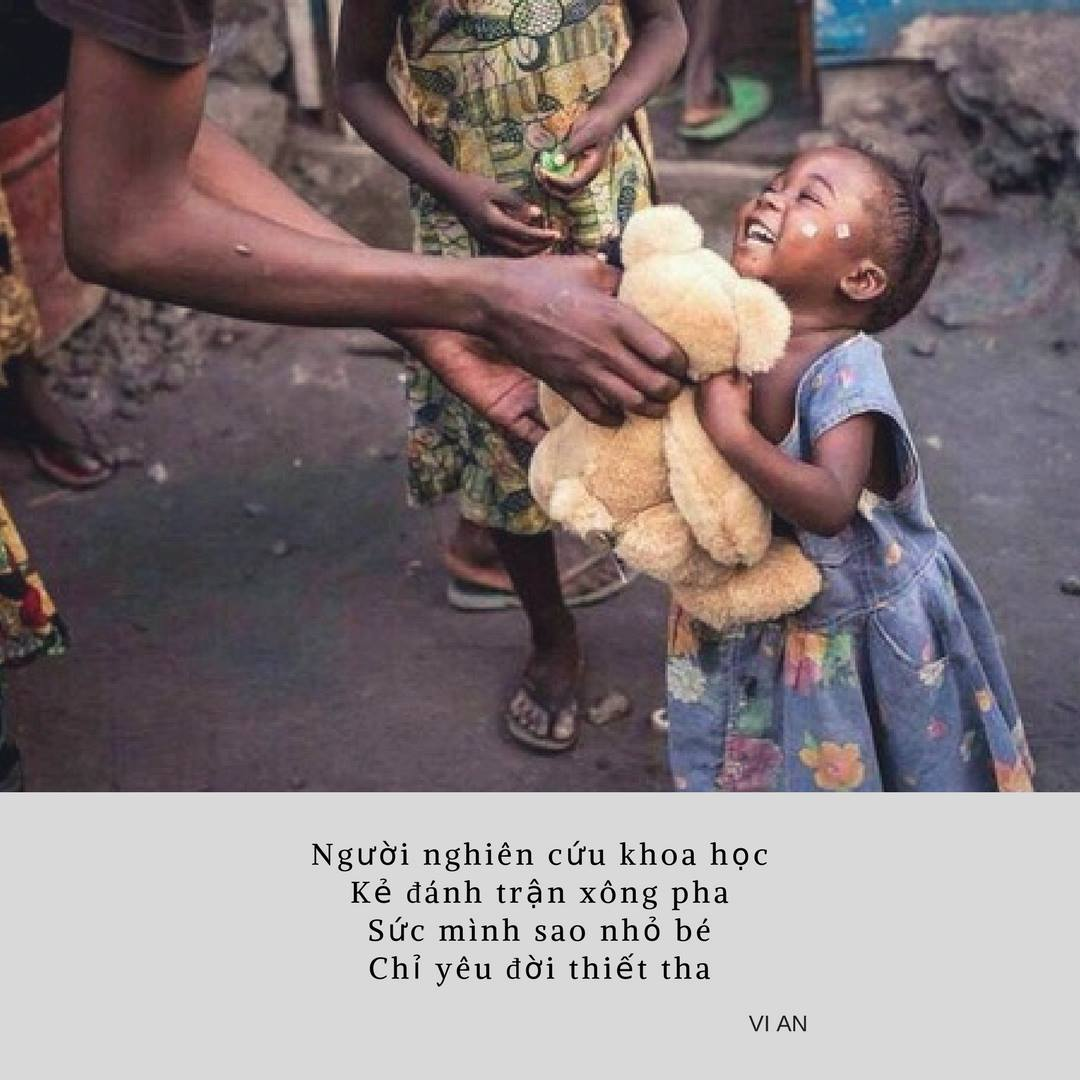 Người nghiên cứu khoa học
Kẻ đánh trận xông pha
Sức mình sao nhỏ bé
Chỉ yêu đời thiết tha
VI AN